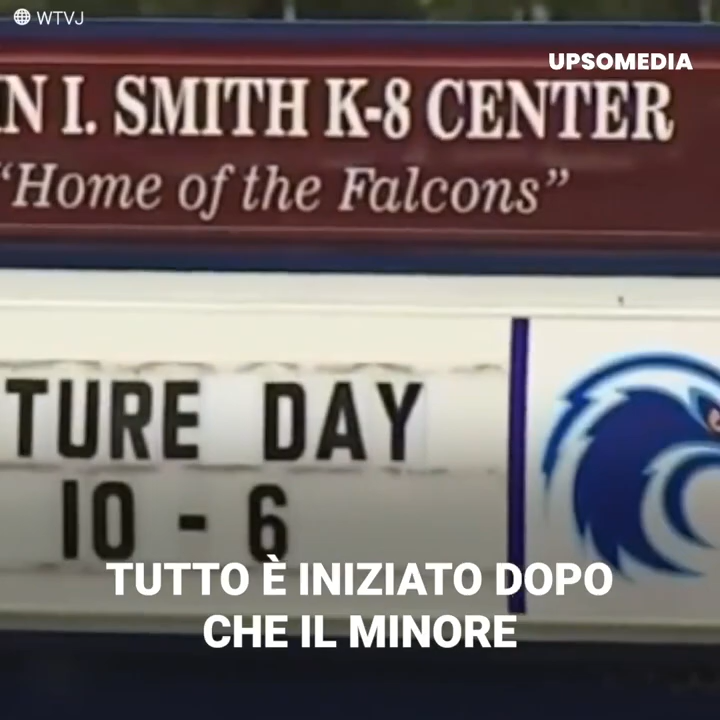 WTVJ
UPSOMEDIA
N I. SMITH K-8 CENTER
"Home of the Falcons"
TURE DAY
10 - 6
TUTTO È INIZIATO DOPO
CHE IL MINORE